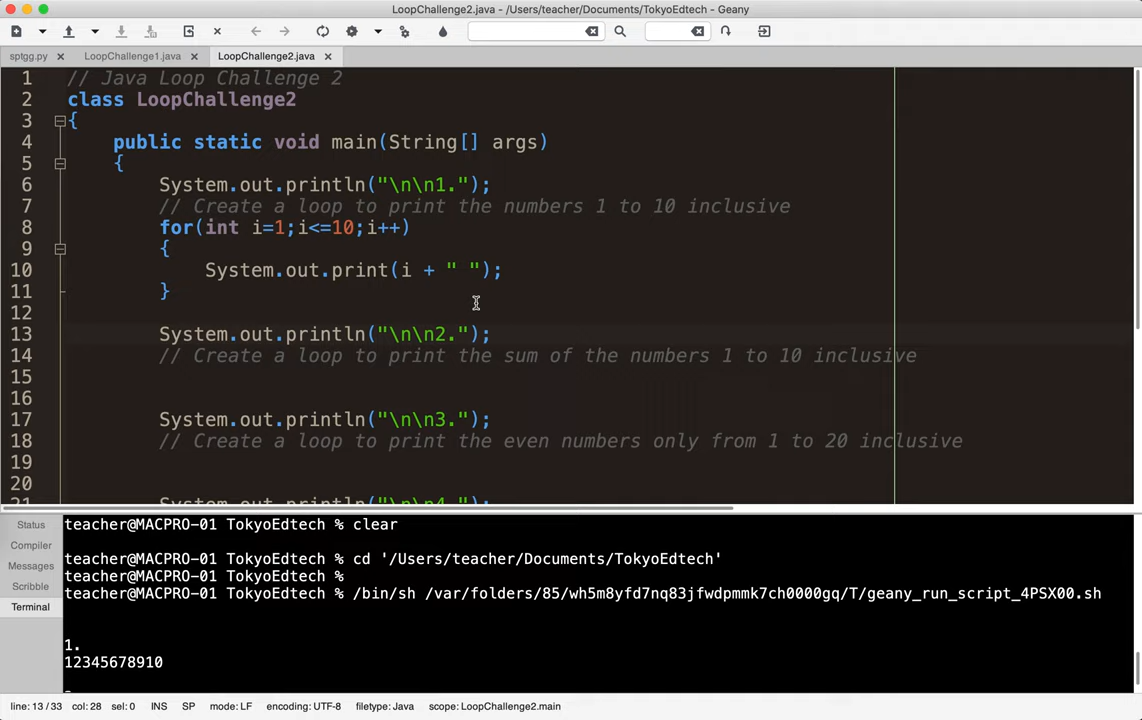 LoopChallenge2.java - /Users/teacher/Documents/TokyoEdtech - Geany
sptgg.py
LoopChallenge1.java
LoopChallenge2.java
1 // Java Loop Challenge 2
2 class LoopChallenge2
3 {
4 public static void main(String[] args)
5 {
6 System.out.println("\n\n1.");
7 // Create a loop to print the numbers 1 to 10 inclusive
8 for(int i=1;i<=10;i++)
9 {
10 System.out.print(i + " ");
11 }
12
13 System.out.println("\n\n2.");
14 // Create a loop to print the sum of the numbers 1 to 10 inclusive
15
16
17 System.out.println("\n\n3.");
18 // Create a loop to print the even numbers only from 1 to 20 inclusive
19
20
21 System.out.println("\n\n4.");
Status
Compiler
Messages
Scribble
Terminal
teacher@MACPRO-01 TokyoEdtech % clear
teacher@MACPRO-01 TokyoEdtech % cd '/Users/teacher/Documents/TokyoEdtech'
teacher@MACPRO-01 TokyoEdtech %
teacher@MACPRO-01 TokyoEdtech % /bin/sh /var/folders/85/wh5m8yfd7nq83jfwdpmmk7ch0000gq/T/geany_run_script_4PSX00.sh
1.
12345678910
line: 13 / 33 col: 28 sel: 0 INS SP mode: LF encoding: UTF-8 filetype: Java scope: LoopChallenge2.main